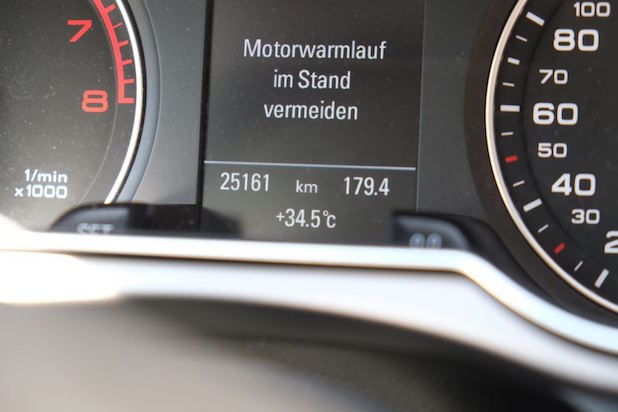 7
8
1/min
x1000
Motorwarmlauf
im Stand
vermeiden
25161 km 179.4
+34.5°C
SET
100
80
70
60
50
40
30